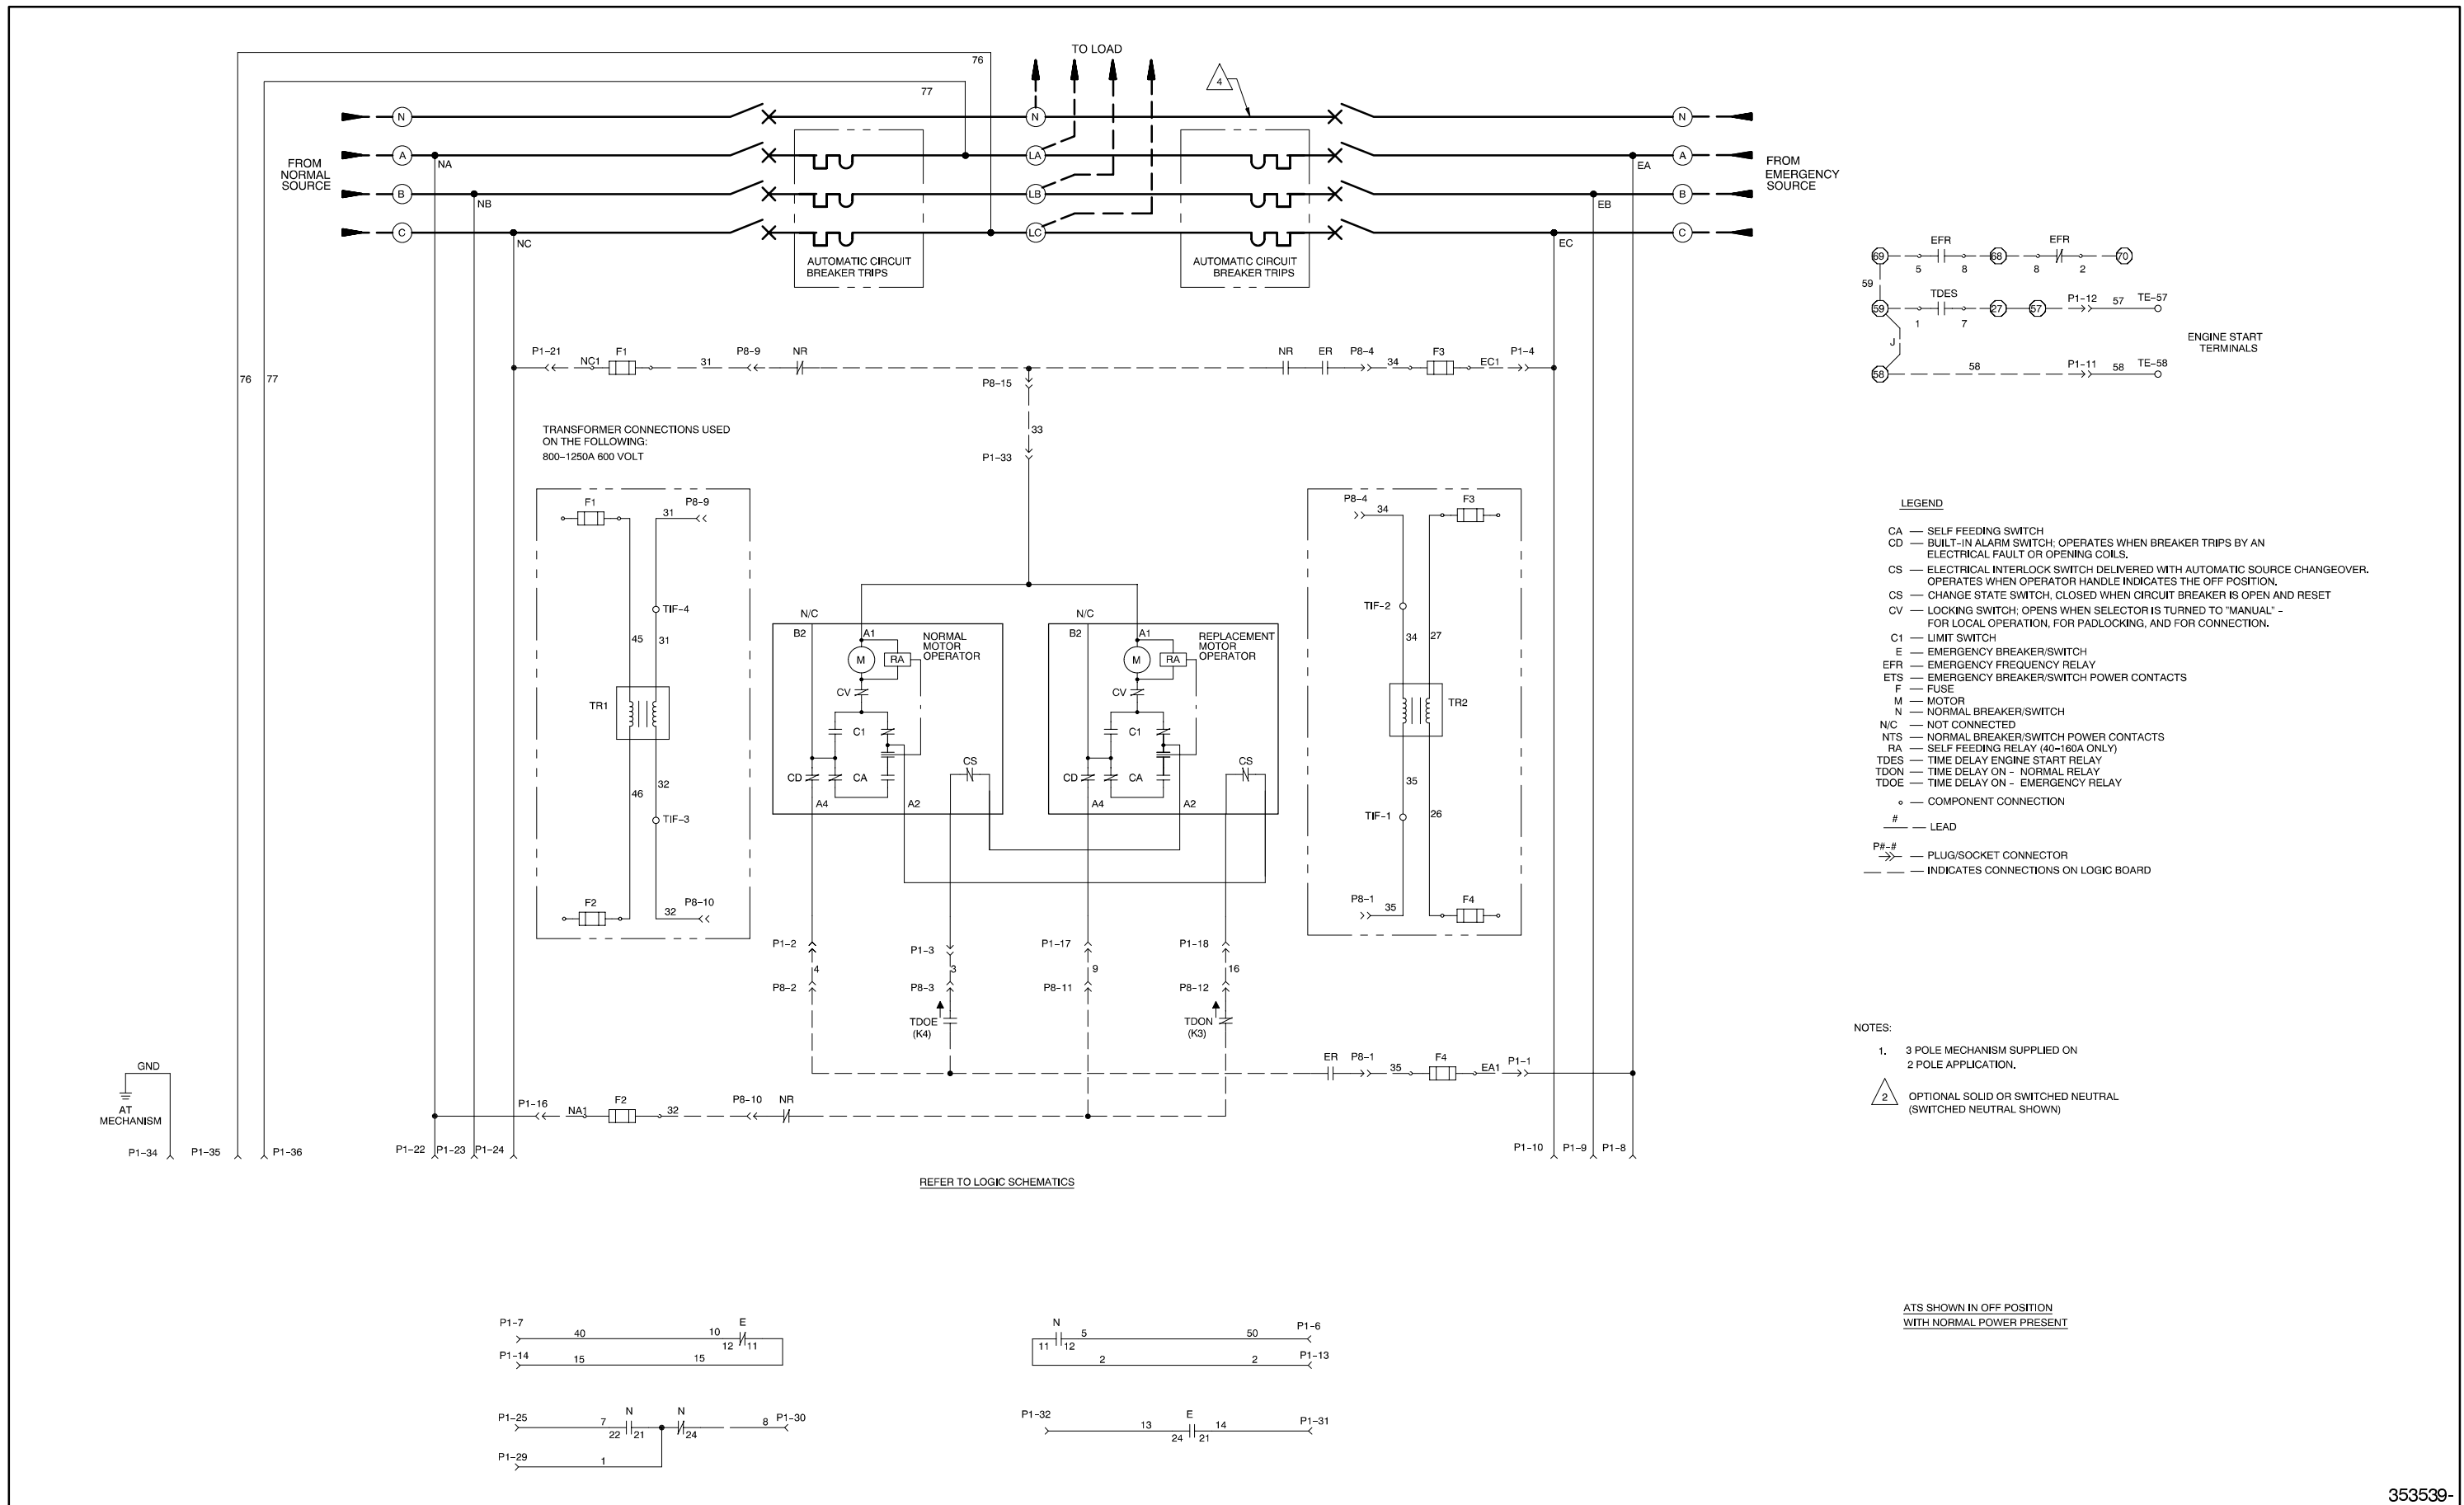 TO LOAD
76
77
4
N
N
N
FROM
NORMAL
SOURCE
A
NA
LA
EA
A
FROM
EMERGENCY
SOURCE
B
NB
LB
EB
B
C
NC
LC
EC
C
AUTOMATIC CIRCUIT
BREAKER TRIPS
AUTOMATIC CIRCUIT
BREAKER TRIPS
EFR
EFR
69
5
8
68
8
2
70
59
TDES
59
1
7
27
57
P1-12
57
TE-57
ENGINE START
TERMINALS
J
58
58
P1-11
58
TE-58
76
77
P1-21
NC1
F1
31
P8-9
NR
NR
ER
P8-4
34
F3
EC1
P1-4
P8-15
33
P1-33
TRANSFORMER CONNECTIONS USED
ON THE FOLLOWING:
800-1250A 600 VOLT
F1
P8-9
31
TIF-4
45
31
TR1
46
32
TIF-3
F2
32
P8-10
P8-4
34
F3
TIF-2
34
27
TR2
35
TIF-1
26
P8-1
35
F4
N/C
B2
A1
NORMAL
MOTOR
OPERATOR
M
RA
CV
C1
CS
CD
CA
A4
A2
N/C
B2
A1
REPLACEMENT
MOTOR
OPERATOR
M
RA
CV
C1
CS
CD
CA
A4
A2
P1-2
4
P8-2
P1-3
3
P8-3
TDOE
(K4)
P1-17
9
P8-11
P1-18
16
P8-12
TDON
(K3)
ER
P8-1
35
F4
EA1
P1-1
P1-16
NA1
F2
32
P8-10
NR
GND
AT
MECHANISM
P1-34
P1-35
P1-36
P1-22
P1-23
P1-24
P1-10
P1-9
P1-8
REFER TO LOGIC SCHEMATICS
LEGEND
CA — SELF FEEDING SWITCH
CD — BUILT-IN ALARM SWITCH; OPERATES WHEN BREAKER TRIPS BY AN
ELECTRICAL FAULT OR OPENING COILS.
CS — ELECTRICAL INTERLOCK SWITCH DELIVERED WITH AUTOMATIC SOURCE CHANGEOVER.
OPERATES WHEN OPERATOR HANDLE INDICATES THE OFF POSITION.
CS — CHANGE STATE SWITCH, CLOSED WHEN CIRCUIT BREAKER IS OPEN AND RESET
CV — LOCKING SWITCH; OPENS WHEN SELECTOR IS TURNED TO "MANUAL" -
FOR LOCAL OPERATION, FOR PADLOCKING, AND FOR CONNECTION.
C1 — LIMIT SWITCH
E — EMERGENCY BREAKER/SWITCH
EFR — EMERGENCY FREQUENCY RELAY
ETS — EMERGENCY BREAKER/SWITCH POWER CONTACTS
F — FUSE
M — MOTOR
N — NORMAL BREAKER/SWITCH
N/C — NOT CONNECTED
NTS — NORMAL BREAKER/SWITCH POWER CONTACTS
RA — SELF FEEDING RELAY (40-160A ONLY)
TDES — TIME DELAY ENGINE START RELAY
TDON — TIME DELAY ON - NORMAL RELAY
TDOE — TIME DELAY ON - EMERGENCY RELAY
— COMPONENT CONNECTION
# — LEAD
P#-# — PLUG/SOCKET CONNECTOR
— INDICATES CONNECTIONS ON LOGIC BOARD
NOTES:
1. 3 POLE MECHANISM SUPPLIED ON
2 POLE APPLICATION.
2 OPTIONAL SOLID OR SWITCHED NEUTRAL
(SWITCHED NEUTRAL SHOWN)
ATS SHOWN IN OFF POSITION
WITH NORMAL POWER PRESENT
P1-7
40
10
E
12
11
P1-14
15
15
N
5
50
P1-6
11
12
2
2
P1-13
P1-25
7
N
22
21
N
24
8
P1-30
P1-29
1
P1-32
13
E
14
P1-31
24
21
353539-